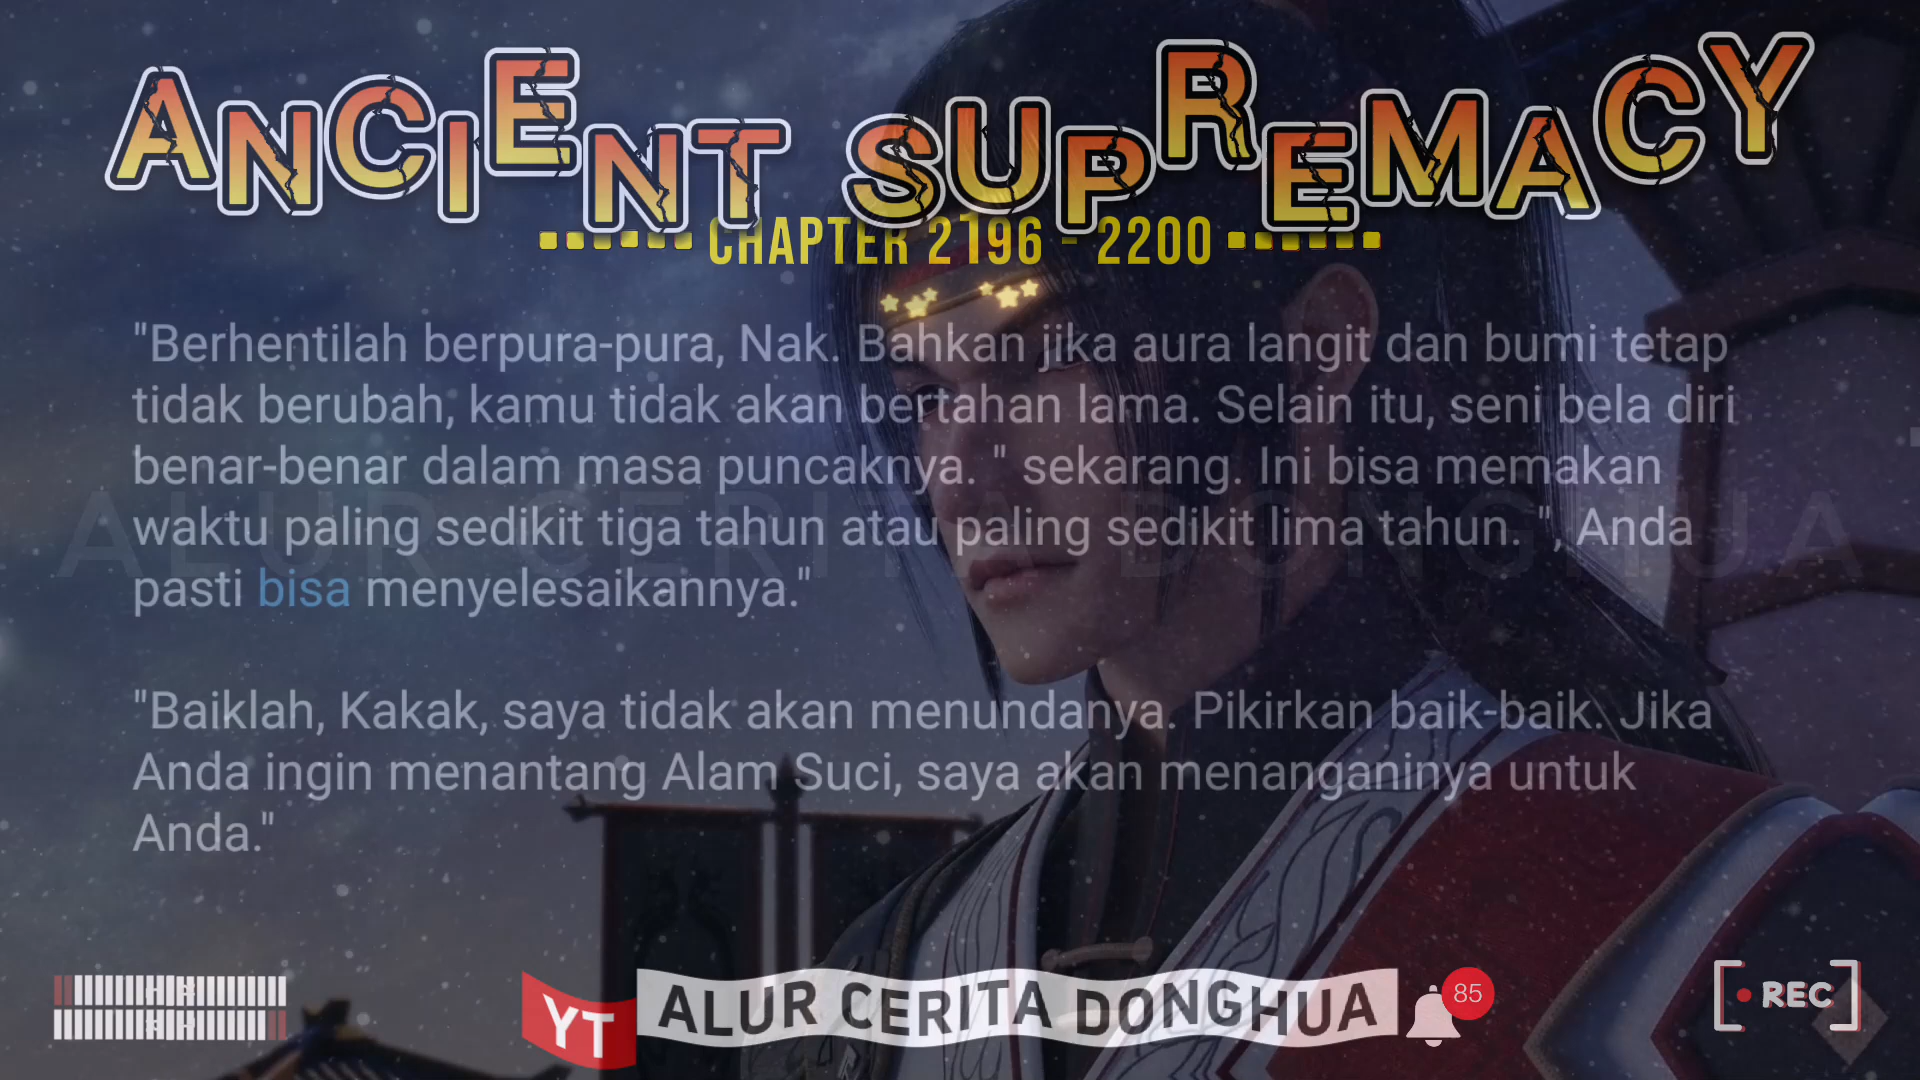 ANCIENT SUPREMACY
CHAPTER 2196 - 2200
"Berhentilah berpura-pura, Nak. Bahkan jika aura langit dan bumi tetap
tidak berubah, kamu tidak akan bertahan lama. Selain itu, seni bela diri
benar-benar dalam masa puncaknya. " sekarang. Ini bisa memakan
waktu paling sedikit tiga tahun atau paling sedikit lima tahun. ", Anda
pasti bisa menyelesaikannya."
"Baiklah, Kakak, saya tidak akan menundanya. Pikirkan baik-baik. Jika
Anda ingin menantang Alam Suci, saya akan menanganinya untuk
Anda."
ALUR CERITA DONGHUA
YT ALUR CERITA DONGHUA 85
REC